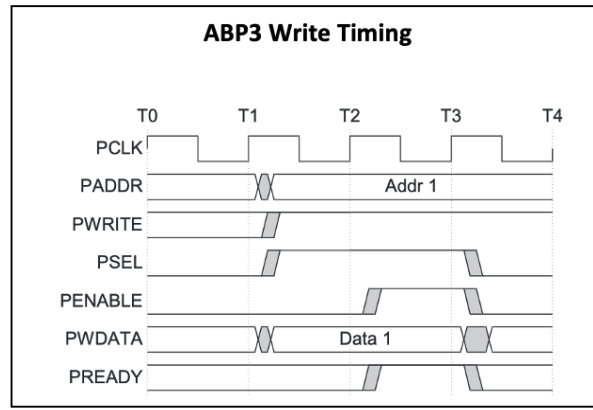 ABP3 Write Timing
T0 T1 T2 T3 T4
PCLK
PADDR Addr 1
PWRITE
PSEL
PENABLE
PWDATA Data 1
PREADY